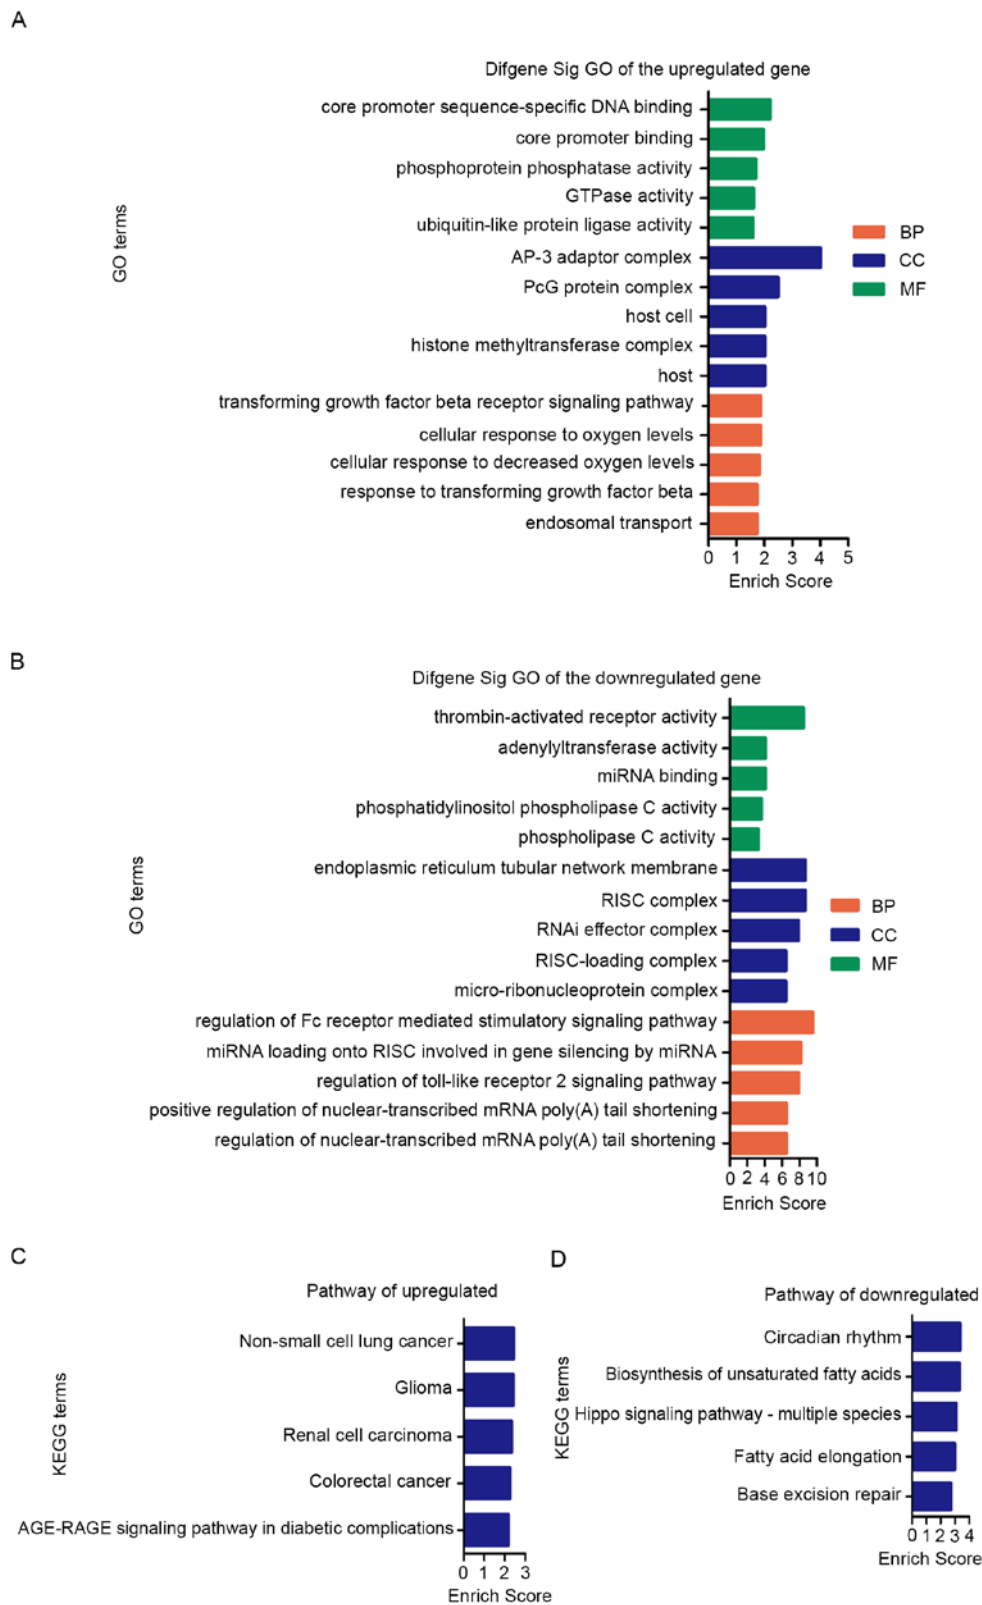 A
Difgene Sig GO of the upregulated gene
GO terms
core promoter sequence-specific DNA binding
core promoter binding
phosphoprotein phosphatase activity
GTPase activity
ubiquitin-like protein ligase activity
AP-3 adaptor complex
PcG protein complex
host cell
histone methyltransferase complex
host
transforming growth factor beta receptor signaling pathway
cellular response to oxygen levels
cellular response to decreased oxygen levels
response to transforming growth factor beta
endosomal transport
BP
CC
MF
0 1 2 3 4 5
Enrich Score
B
Difgene Sig GO of the downregulated gene
GO terms
thrombin-activated receptor activity
adenylyltransferase activity
miRNA binding
phosphatidylinositol phospholipase C activity
phospholipase C activity
endoplasmic reticulum tubular network membrane
RISC complex
RNAi effector complex
RISC-loading complex
micro-ribonucleoprotein complex
regulation of Fc receptor mediated stimulatory signaling pathway
miRNA loading onto RISC involved in gene silencing by miRNA
regulation of toll-like receptor 2 signaling pathway
positive regulation of nuclear-transcribed mRNA poly(A) tail shortening
regulation of nuclear-transcribed mRNA poly(A) tail shortening
BP
CC
MF
0 2 4 6 8 10
Enrich Score
C
Pathway of upregulated
KEGG terms
Non-small cell lung cancer
Glioma
Renal cell carcinoma
Colorectal cancer
AGE-RAGE signaling pathway in diabetic complications
0 1 2 3
Enrich Score
D
Pathway of downregulated
KEGG terms
Circadian rhythm
Biosynthesis of unsaturated fatty acids
Hippo signaling pathway - multiple species
Fatty acid elongation
Base excision repair
0 1 2 3 4
Enrich Score